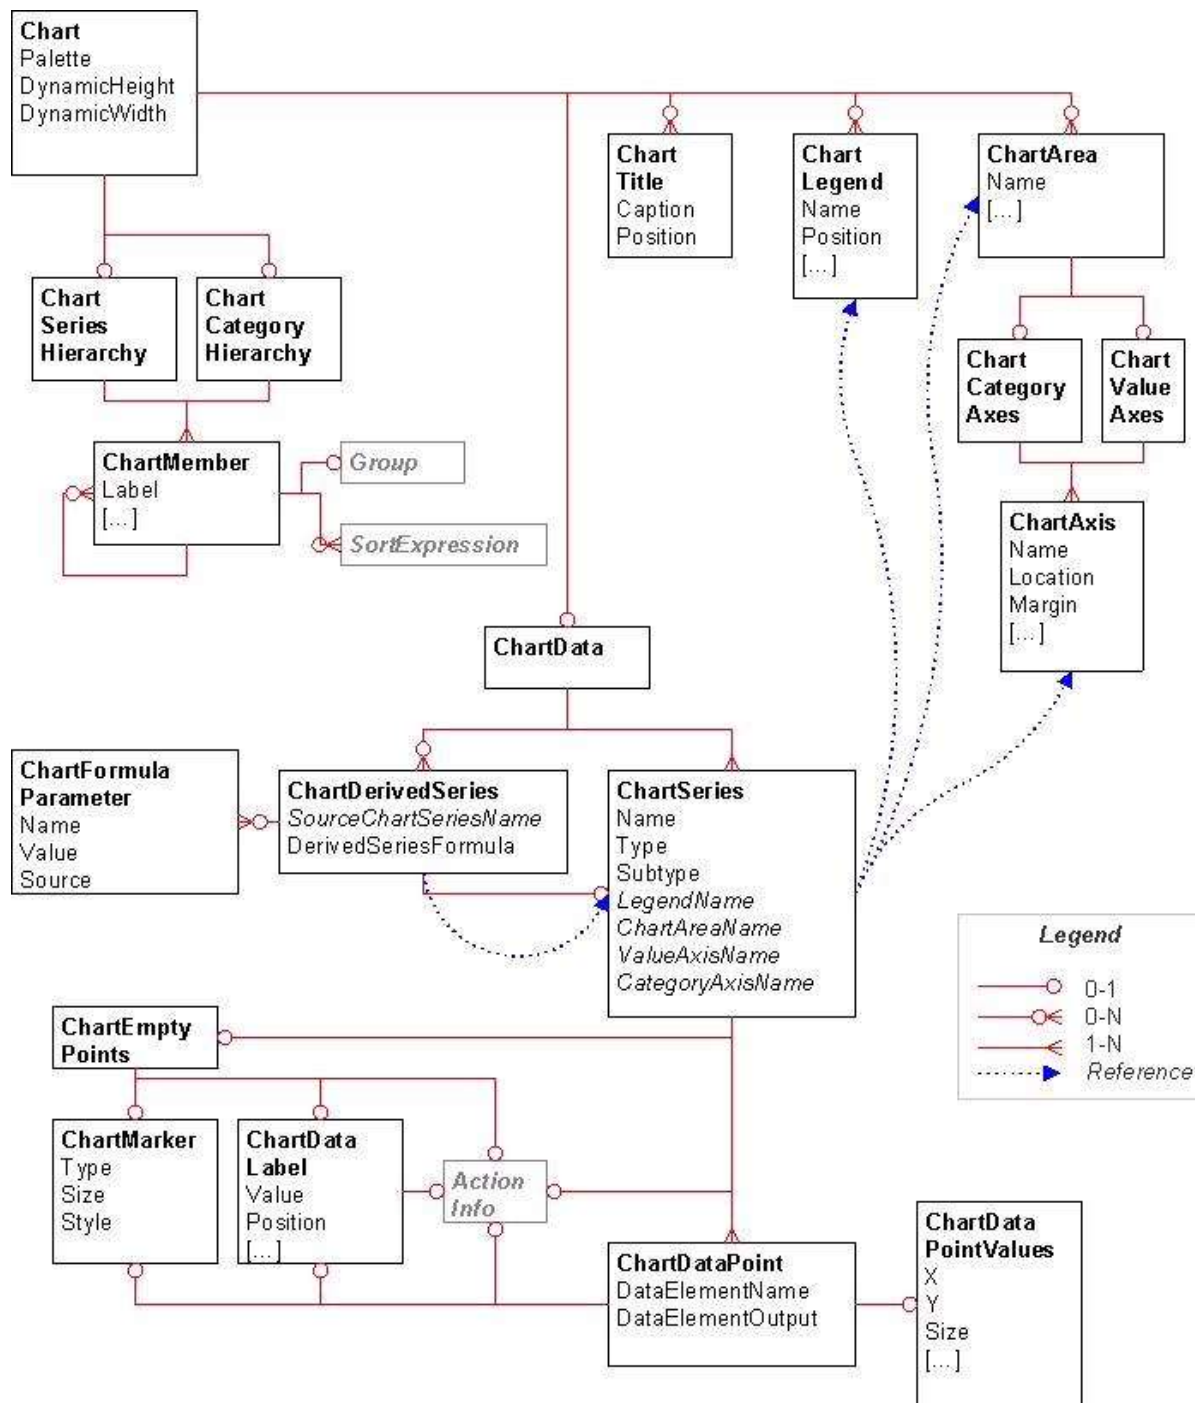 Chart
Palette
DynamicHeight
DynamicWidth
Chart
Title
Caption
Position
Chart
Legend
Name
Position
[...]
ChartArea
Name
[...]
Chart
Series
Hierarchy
Chart
Category
Hierarchy
Chart
Category
Axes
Chart
Value
Axes
ChartMember
Label
[...]
Group
SortExpression
ChartAxis
Name
Location
Margin
[...]
ChartData
ChartFormula
Parameter
Name
Value
Source
ChartDerivedSeries
SourceChartSeriesName
DerivedSeriesFormula
ChartSeries
Name
Type
Subtype
LegendName
ChartAreaName
ValueAxisName
CategoryAxisName
Legend
0-1
0-N
1-N
Reference
ChartEmpty
Points
ChartMarker
Type
Size
Style
ChartData
Label
Value
Position
[...]
Action
Info
ChartDataPoint
DataElementName
DataElementOutput
ChartData
PointValues
X
Y
Size
[...]